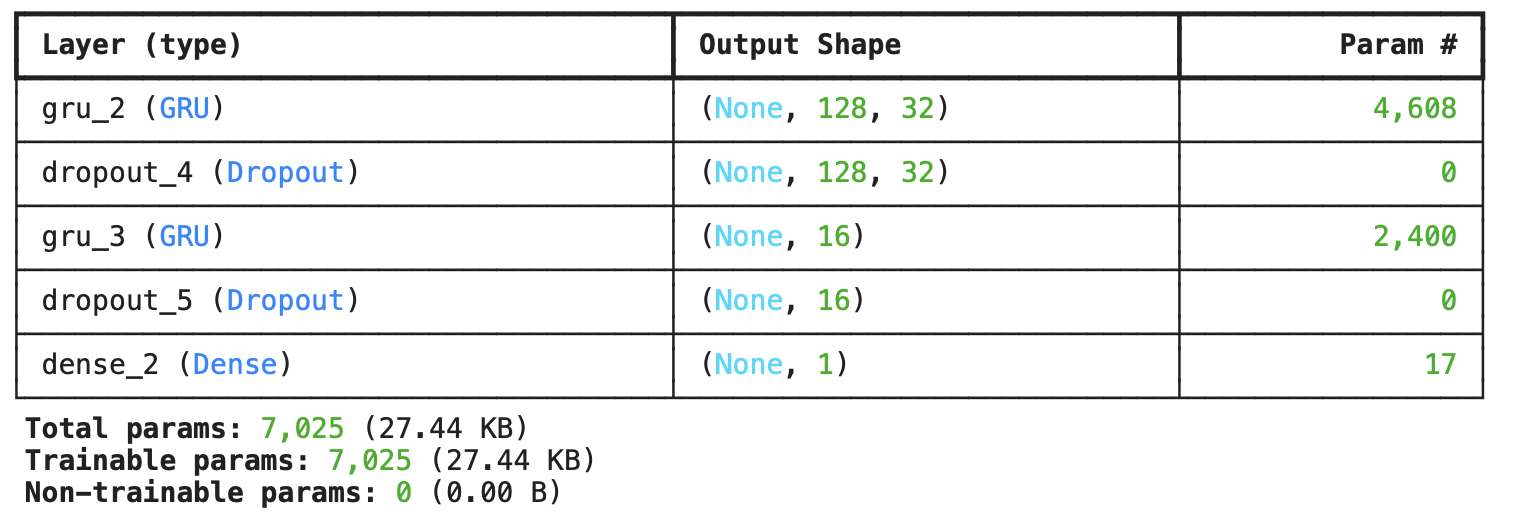 Layer (type) Output Shape Param #
gru_2 (GRU) (None, 128, 32) 4,608
dropout_4 (Dropout) (None, 128, 32) 0
gru_3 (GRU) (None, 16) 2,400
dropout_5 (Dropout) (None, 16) 0
dense_2 (Dense) (None, 1) 17
Total params: 7,025 (27.44 KB)
Trainable params: 7,025 (27.44 KB)
Non-trainable params: 0 (0.00 B)